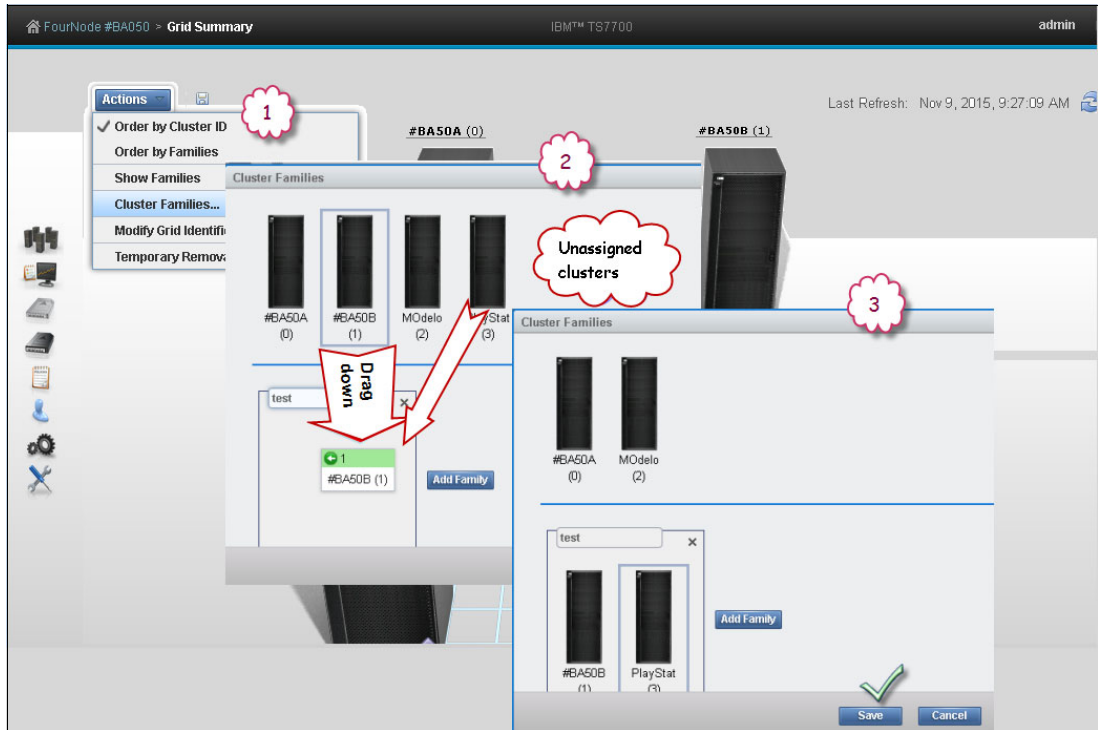 FourNode #BA050 > Grid Summary
IBM™ TS7700
admin
Actions
Last Refresh: Nov 9, 2015, 9:27:09 AM
1
Order by Cluster ID
Order by Families
Show Families
Cluster Families...
Modify Grid Identifi
Temporary Remova
#BA50A (0)
#BA50B (1)
2
Cluster Families
Unassigned
clusters
#BA50A
(0)
#BA50B
(1)
MOdelo
(2)
yStat
(3)
Drag
down
test
1
#BA50B (1)
Add Family
3
Cluster Families
#BA50A
(0)
MOdelo
(2)
test
#BA50B
(1)
PlayStat
(3)
Add Family
Save
Cancel